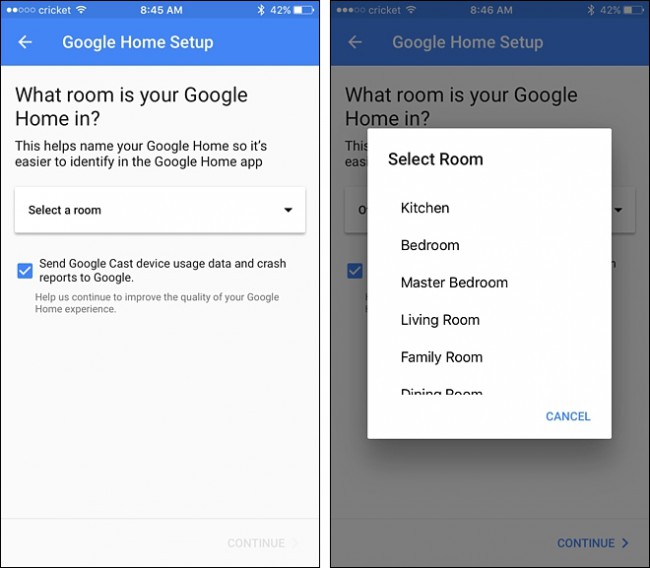 cricket 8:45 AM 42%
Google Home Setup
What room is your Google
Home in?
This helps name your Google Home so it's
easier to identify in the Google Home app
Select a room
Send Google Cast device usage data and crash
reports to Google.
Help us continue to improve the quality of your Google
Home experience.
CONTINUE
cricket 8:46 AM 42%
Google Home Setup
What room is your Google
Home in?
Select Room
Kitchen
Bedroom
Master Bedroom
Living Room
Family Room
Dining Room
CANCEL
CONTINUE